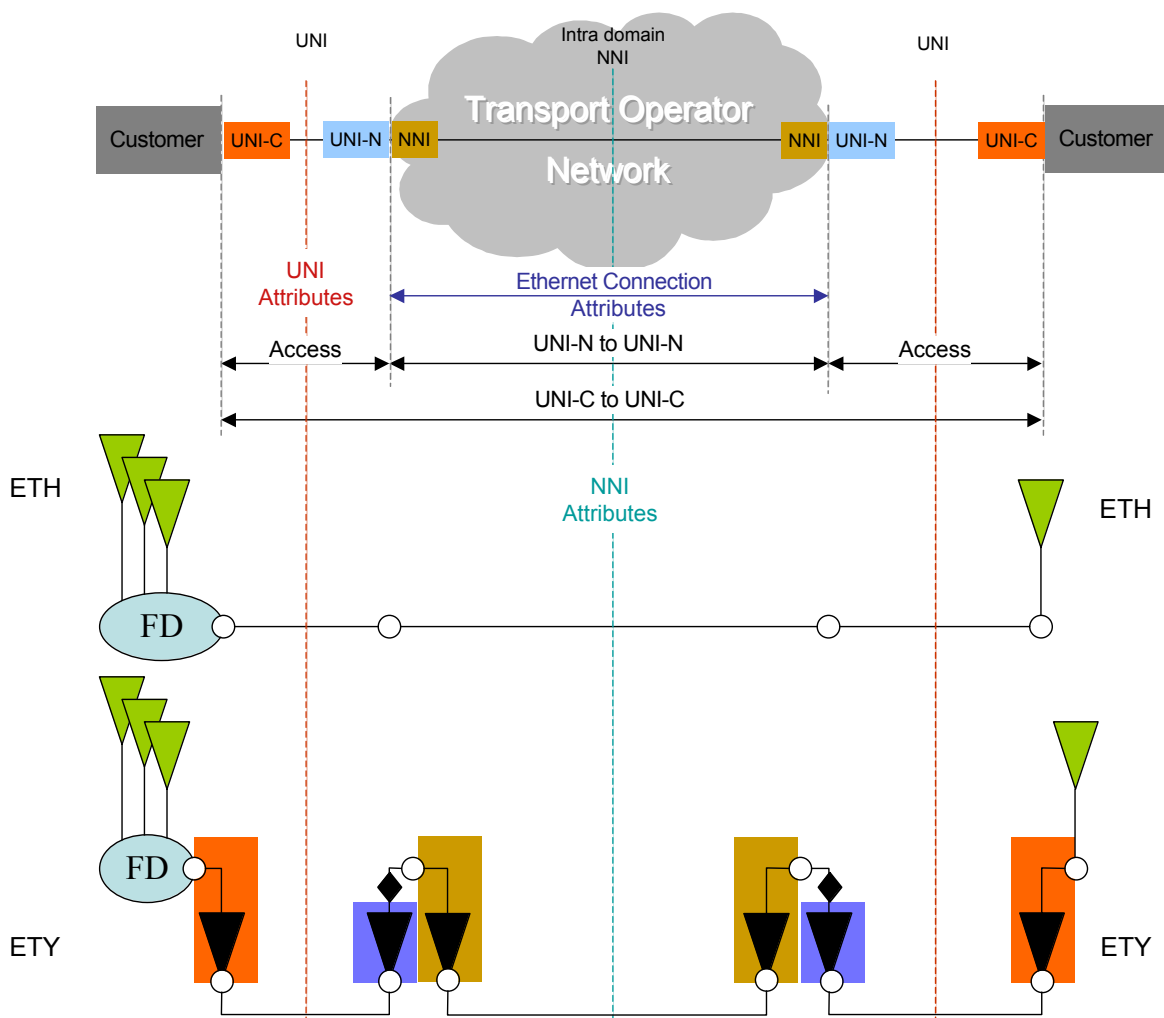 UNI
Intra domain
NNI
UNI
Transport Operator
Network
Customer
UNI-C
UNI-N
NNI
NNI
UNI-N
UNI-C
Customer
UNI
Attributes
Ethernet Connection
Attributes
Access
UNI-N to UNI-N
Access
UNI-C to UNI-C
ETH
NNI
Attributes
ETH
FD
FD
ETY
ETY